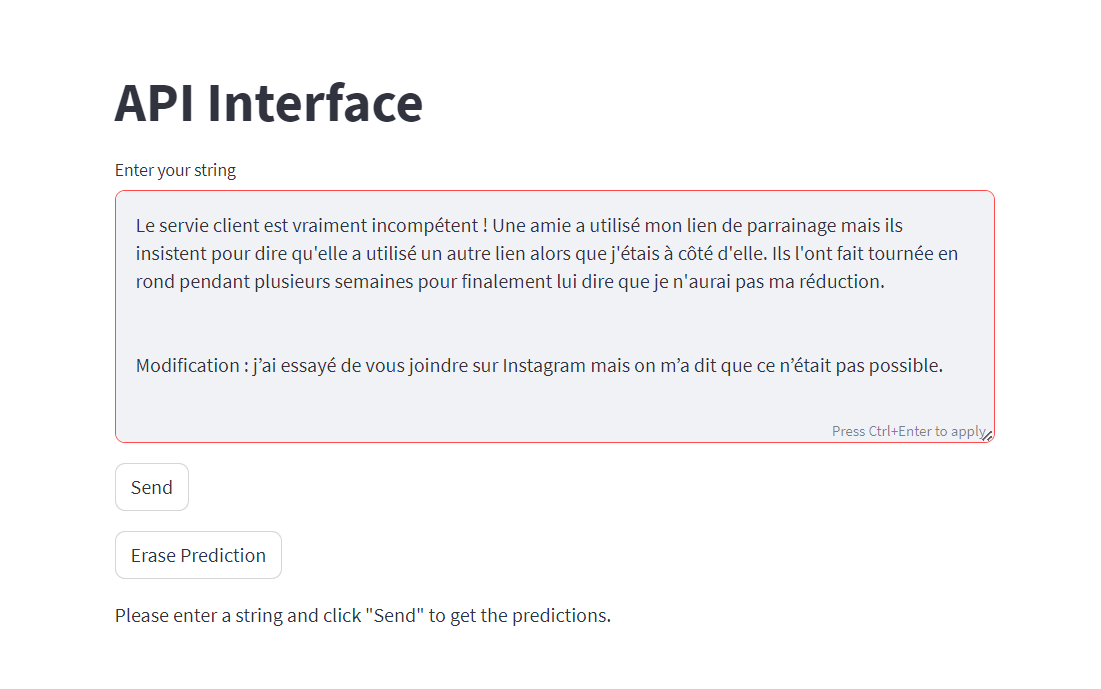 API Interface
Enter your string
Le servie client est vraiment incompétent ! Une amie a utilisé mon lien de parrainage mais ils
insistent pour dire qu'elle a utilisé un autre lien alors que j'étais à côté d'elle. Ils l'ont fait tournée en
rond pendant plusieurs semaines pour finalement lui dire que je n'aurai pas ma réduction.
Modification : j’ai essayé de vous joindre sur Instagram mais on m’a dit que ce n’était pas possible.
Press Ctrl+Enter to apply
Send
Erase Prediction
Please enter a string and click "Send" to get the predictions.